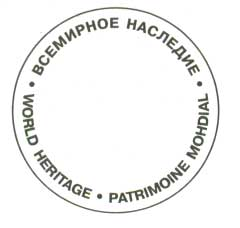 ВСЕМИРНОЕ НАСЛЕДИЕ •
WORLD HERITAGE •
PATRIMOINE MOHDIAL •